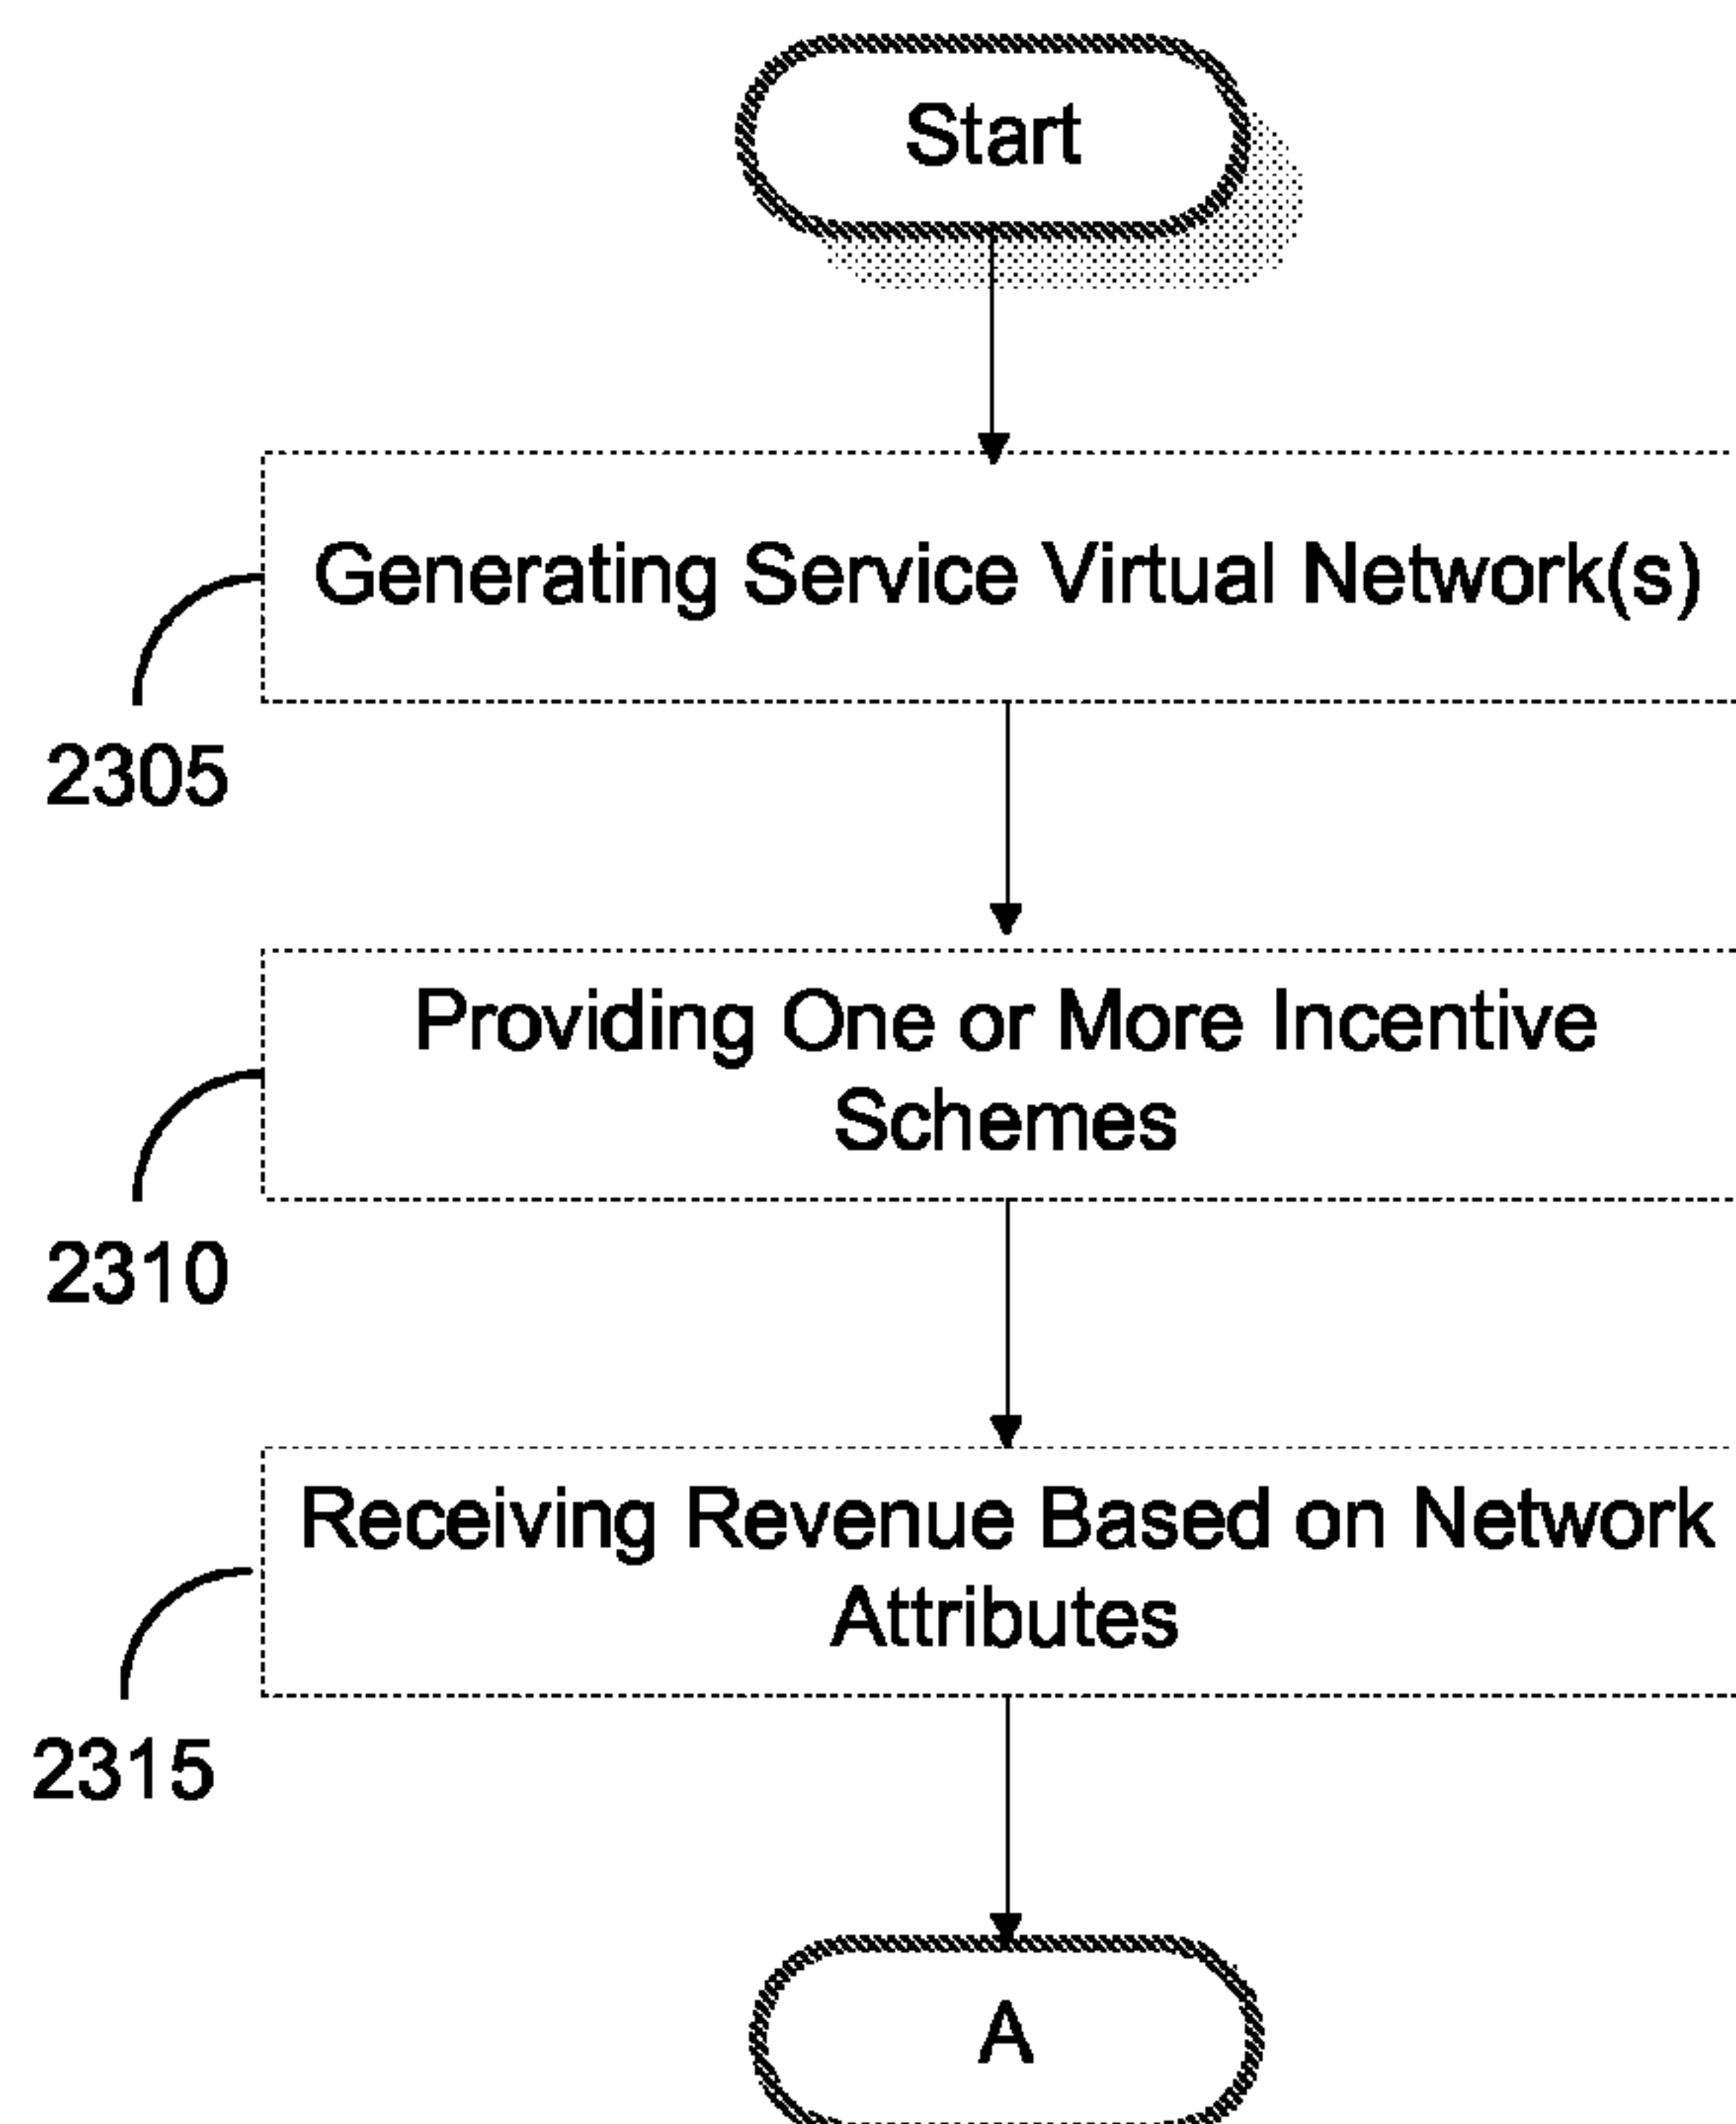 Start
Generating Service Virtual Network(s)
2305
Providing One or More Incentive
Schemes
2310
Receiving Revenue Based on Network
Attributes
2315
A